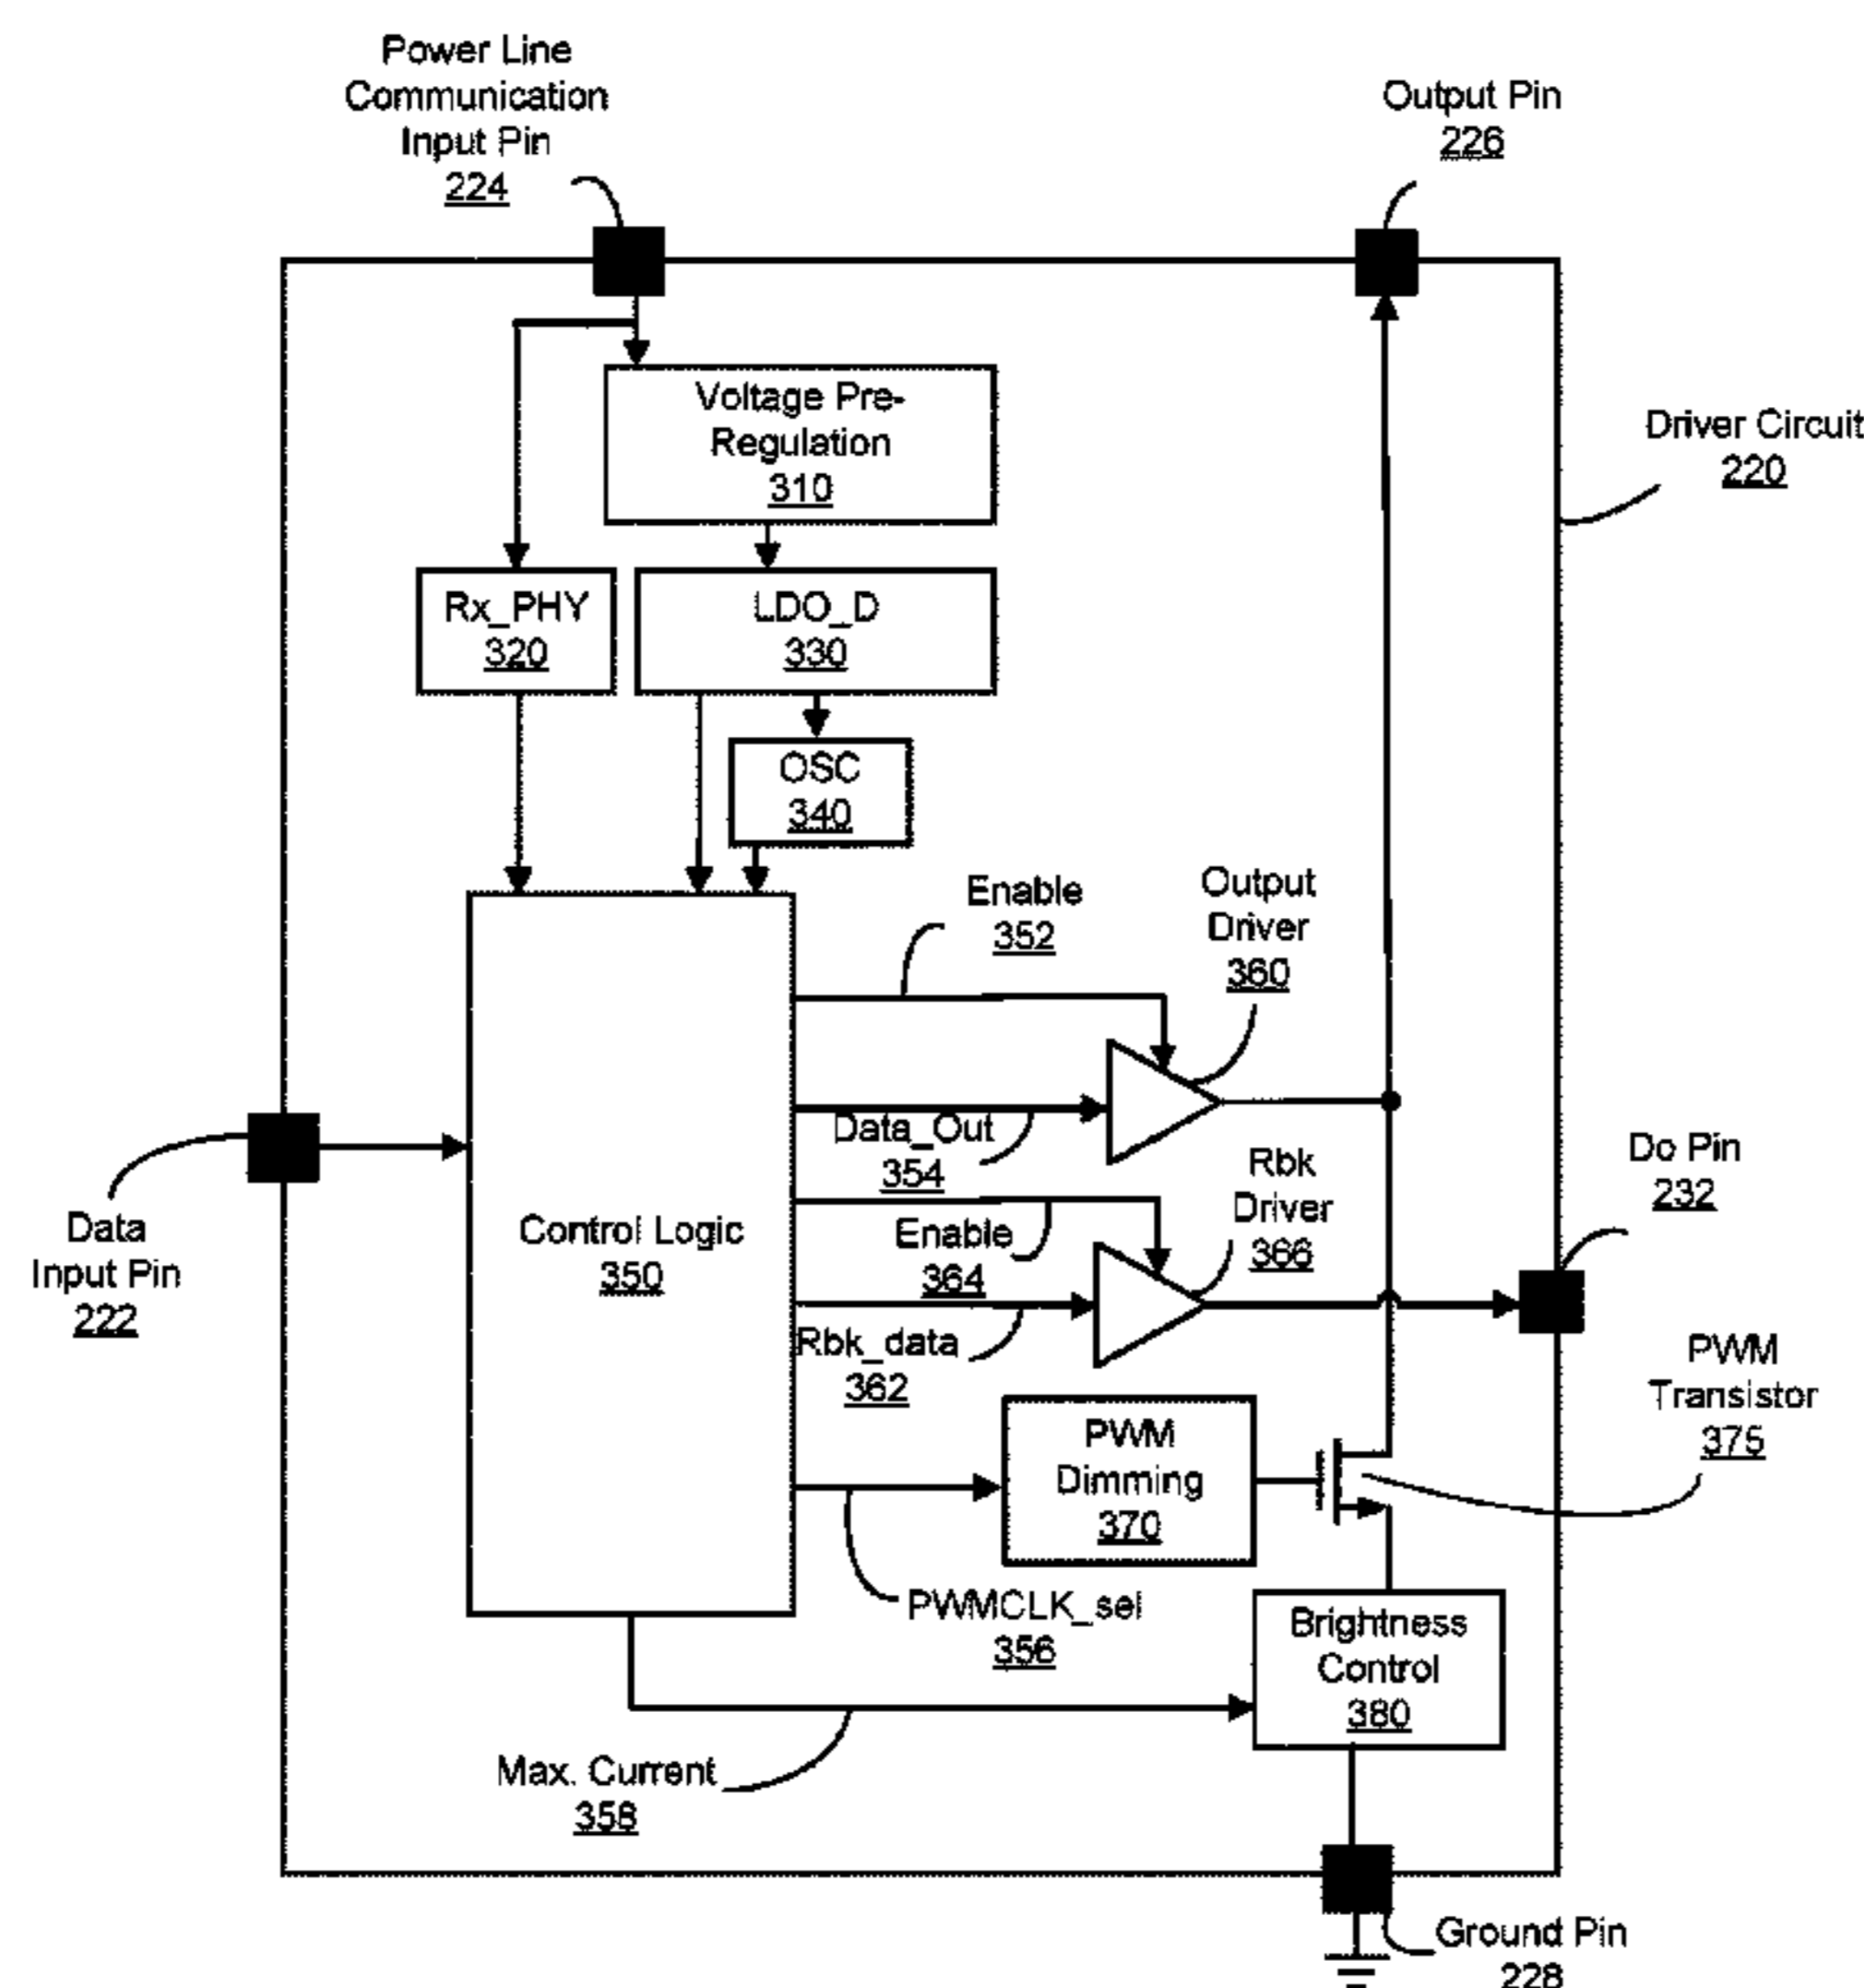 Power Line
Communication
Input Pin
224
Output Pin
226
Driver Circuit
220
Voltage Pre-
Regulation
310
Rx_PHY
320
LDO_D
330
OSC
340
Enable
352
Output
Driver
360
Data_Out
354
Rbk
Driver
366
Do Pin
232
Data
Input Pin
222
Control Logic
350
Enable
364
Rbk_data
362
PWM
Transistor
375
PWM
Dimming
370
PWMCLK_sel
356
Brightness
Control
380
Max. Current
358
Ground Pin
228